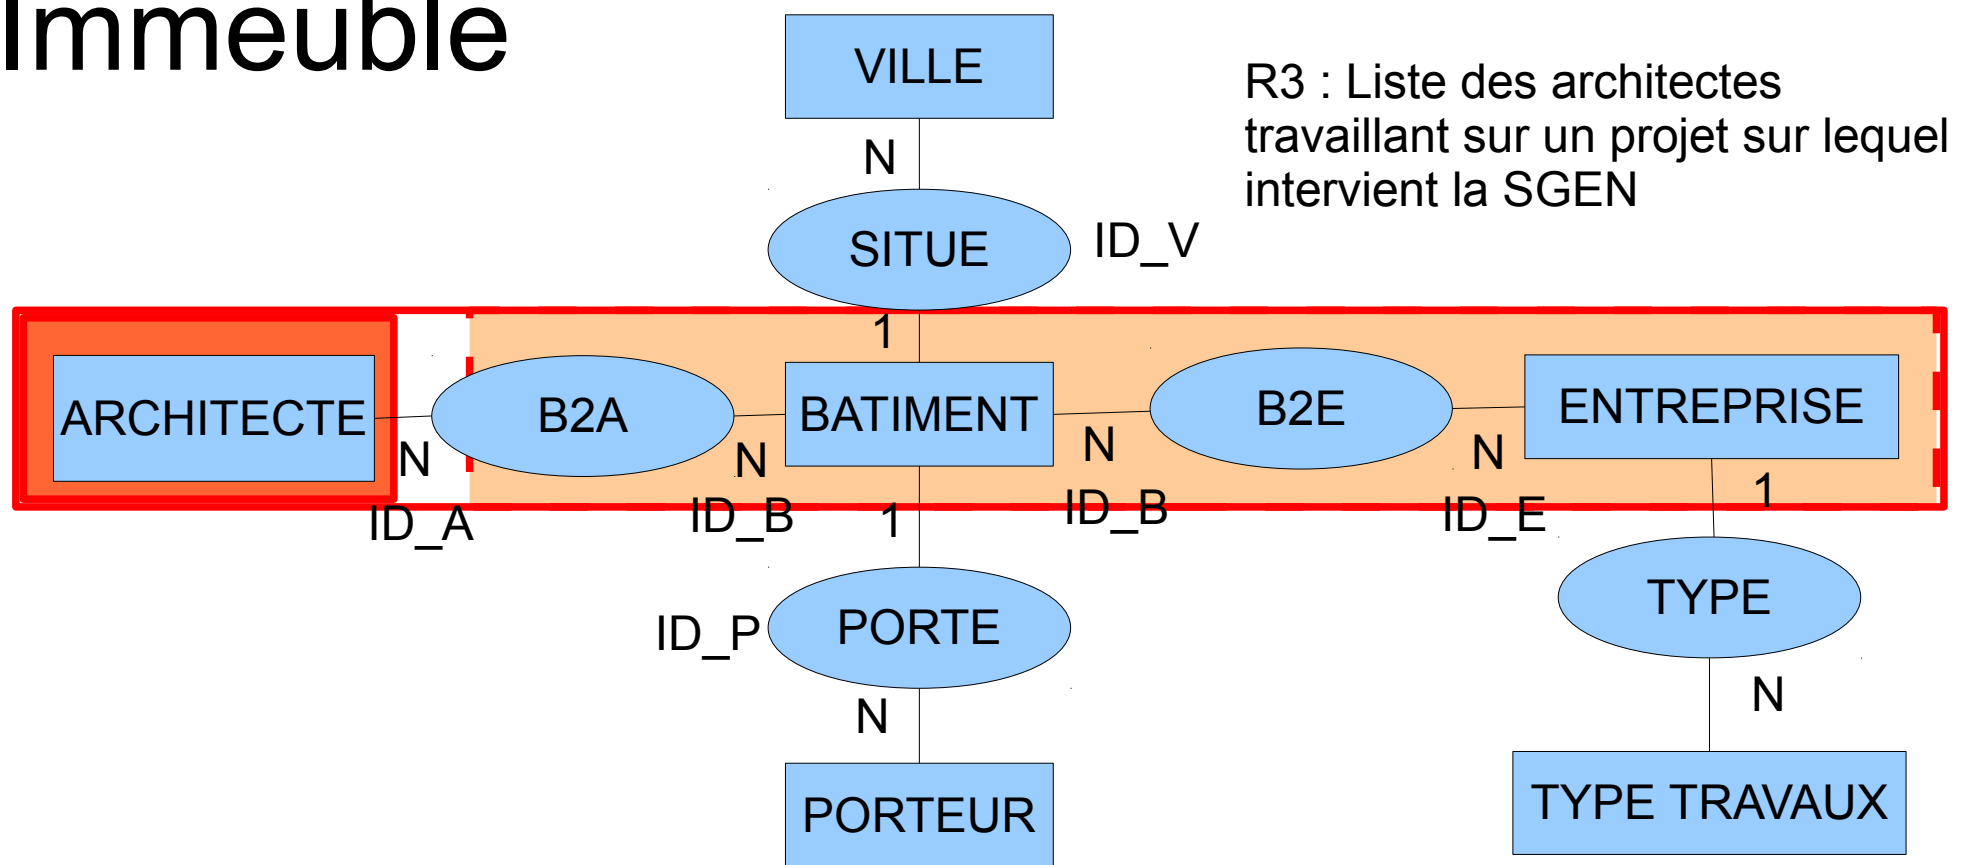 Immeuble
VILLE
R3 : Liste des architectes
travaillant sur un projet sur lequel
intervient la SGEN
N
SITUE
ID_V
1
ARCHITECTE
N
B2A
N
BATIMENT
N
B2E
N
ENTREPRISE
1
ID_A
ID_B
1
ID_B
ID_E
ID_P
PORTE
TYPE
N
N
PORTEUR
TYPE TRAVAUX